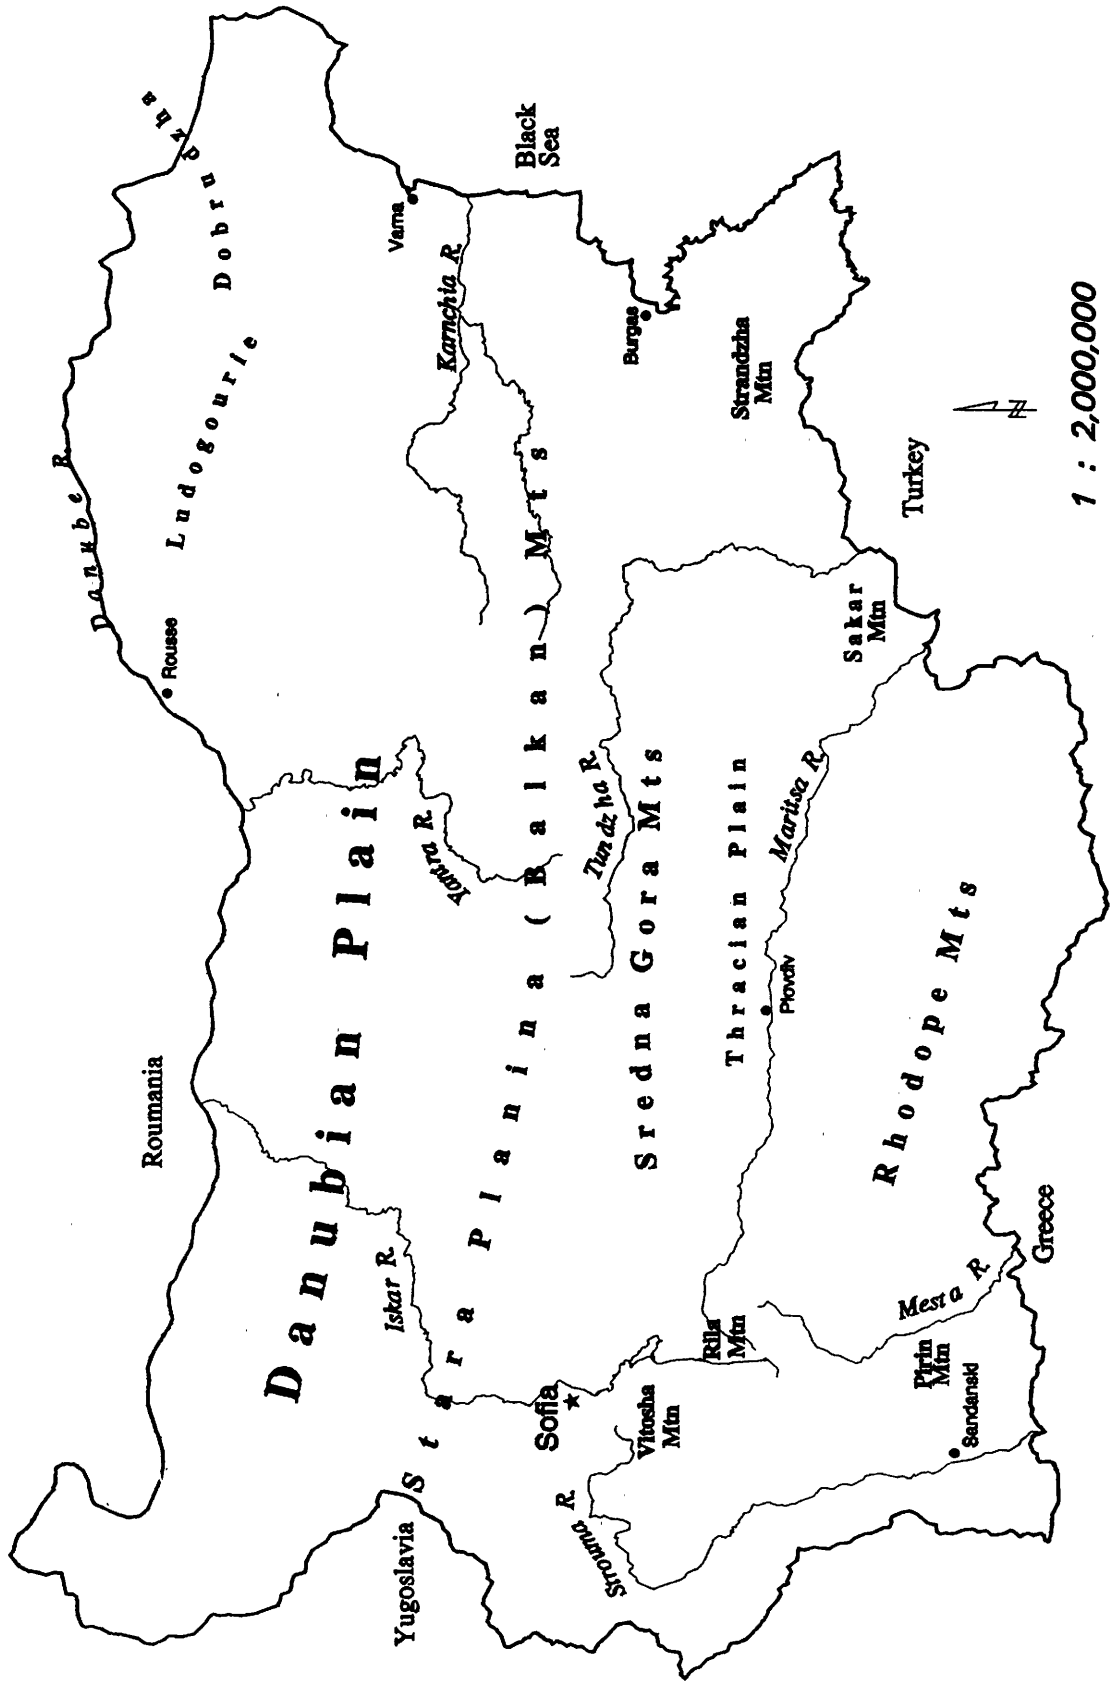 Danube R.
Dobrudzha
Ludogourie
Rousse
Roumania
Danubian Plain
Varna
Kamchia R.
Black
Sea
Yantra R.
Iskar R.
Yugoslavia
Stara Planina (Balkan) Mts
Burgas
Tundzha R.
Sofia
Strouma R.
Vitosha
Mtn
Sredna Gora Mts
Strandzha
Mtn
Thracian Plain
Maritsa R.
Plovdiv
Rila
Mtn
Sakar
Mtn
Turkey
Rhodope Mts
Mesta R.
Pirin
Mtn
Sandanski
Greece
N
1 : 2,000,000